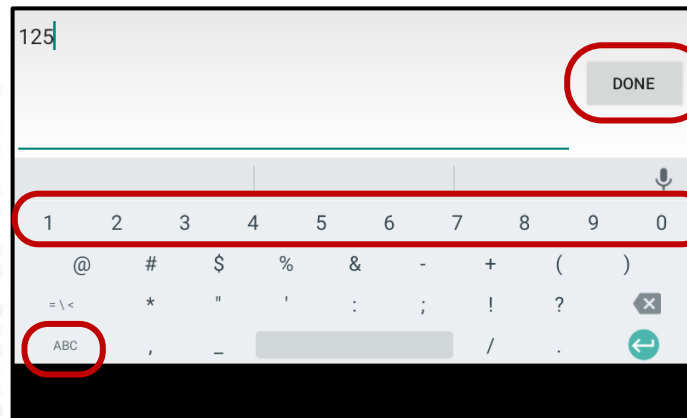 125
DONE
1 2 3 4 5 6 7 8 9 0
@ # $ % & - + ( )
= \ < * " ' : ; ! ?
ABC , _ / .